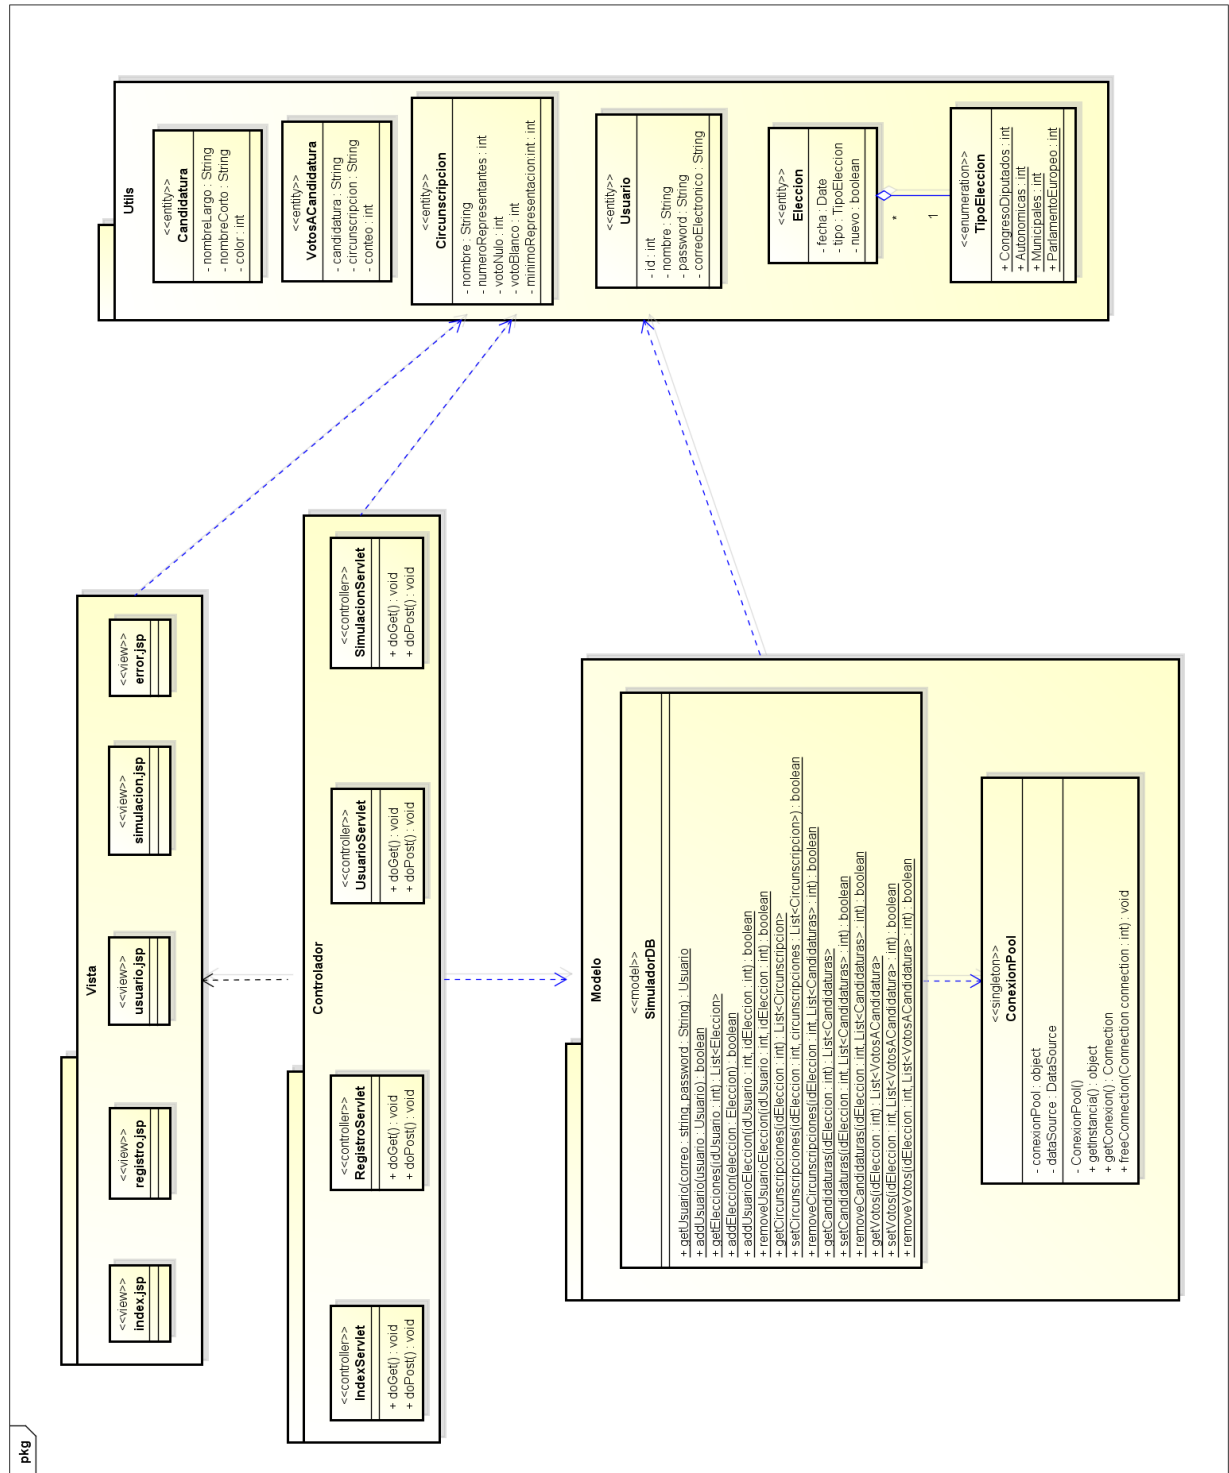 pkg
Vista
<<view>>
index.jsp
<<view>>
registro.jsp
<<view>>
usuario.jsp
<<view>>
simulacion.jsp
<<view>>
error.jsp
Controlador
<<controller>>
IndexServlet
+ doGet() : void
+ doPost() : void
<<controller>>
RegistroServlet
+ doGet() : void
+ doPost() : void
<<controller>>
UsuarioServlet
+ doGet() : void
+ doPost() : void
<<controller>>
SimulacionServlet
+ doGet() : void
+ doPost() : void
Modelo
<<model>>
SimuladorDB
+ getUsuario(correo : string, password : String) : Usuario
+ addUsuario(usuario : Usuario) : boolean
+ getElecciones(idUsuario : int) : List<Eleccion>
+ addEleccion(eleccion : Eleccion) : boolean
+ addUsuarioEleccion(idUsuario : int, idEleccion : int) : boolean
+ removeUsuarioEleccion(idUsuario : int, idEleccion : int) : boolean
+ getCircunscripciones(idEleccion : int) : List<Circunscripcion>
+ setCircunscripciones(idEleccion : int, circunscripciones : List<Circunscripcion>) : boolean
+ removeCircunscripciones(idEleccion : int, List<Candidaturas> : int) : boolean
+ getCandidaturas(idEleccion : int) : List<Candidaturas>
+ setCandidaturas(idEleccion : int, List<Candidaturas> : int) : boolean
+ removeCandidaturas(idEleccion : int, List<Candidaturas> : int) : boolean
+ getVotos(idEleccion : int) : List<VotosACandidatura>
+ setVotos(idEleccion : int, List<VotosACandidatura> : int) : boolean
+ removeVotos(idEleccion : int, List<VotosACandidatura> : int) : boolean
<<singleton>>
ConexionPool
- conexionPool : object
- dataSource : DataSource
- ConexionPool()
+ getInstancia() : object
+ getConexion() : Connection
+ freeConnection(Connection connection : int) : void
Utils
<<entity>>
Candidatura
- nombreLargo : String
- nombreCorto : String
- color : int
<<entity>>
VotosACandidatura
- candidatura : String
- circunscripcion : String
- conteo : int
<<entity>>
Circunscripcion
- nombre : String
- numeroRepresentantes : int
- votoNulo : int
- votoBlanco : int
- minimoRepresentacion:int : int
<<entity>>
Usuario
- id : int
- nombre : String
- password : String
- correoElectronico : String
<<entity>>
Eleccion
- fecha : Date
- tipo : TipoEleccion
- nuevo : boolean
*
1
<<enumeration>>
TipoEleccion
+ CongresoDiputados : int
+ Autonomicas : int
+ Municipales : int
+ ParlamentoEuropeo : int